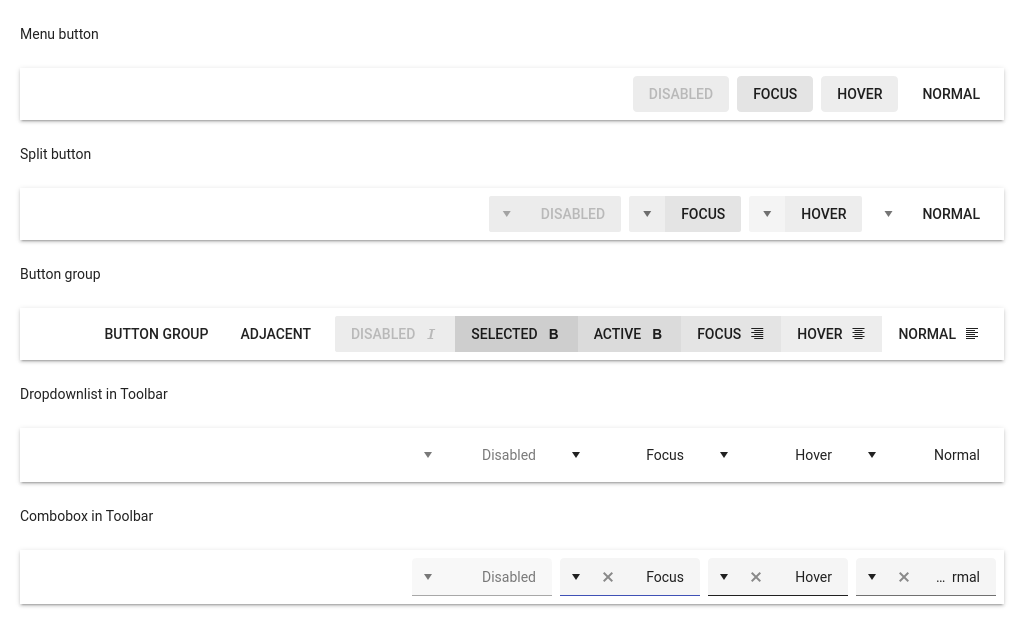 Menu button
DISABLED FOCUS HOVER NORMAL
Split button
DISABLED FOCUS HOVER NORMAL
Button group
BUTTON GROUP ADJACENT DISABLED I SELECTED B ACTIVE B FOCUS HOVER NORMAL
Dropdownlist in Toolbar
Disabled Focus Hover Normal
Combobox in Toolbar
Disabled Focus Hover ... rmal